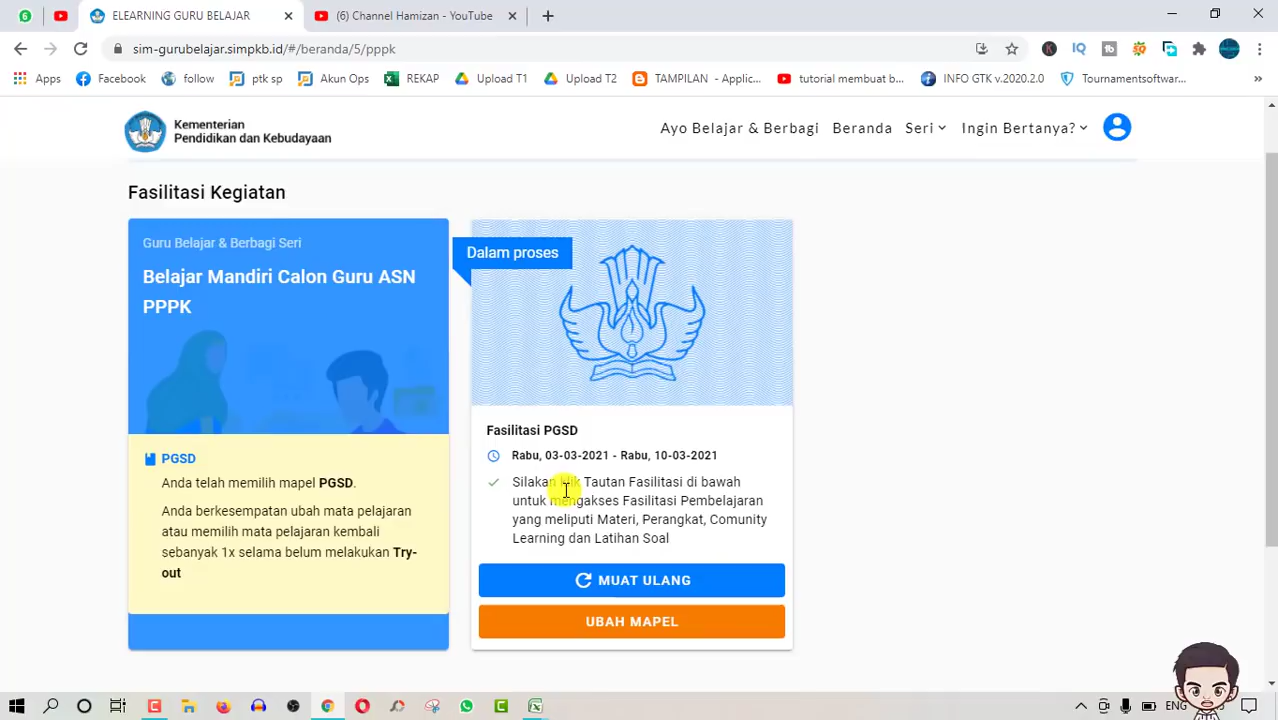 6
ELEARNING GURU BELAJAR
(6) Channel Hamizan - YouTube
sim-gurubelajar.simpkb.id/#/beranda/5/pppk
Apps
Facebook
follow
ptk sp
Akun Ops
REKAP
Upload T1
Upload T2
TAMPILAN - Applic...
tutorial membuat b...
INFO GTK v.2020.2.0
Tournamentsoftwar...
Kementerian
Pendidikan dan Kebudayaan
Ayo Belajar & Berbagi
Beranda
Seri
Ingin Bertanya?
Fasilitasi Kegiatan
Guru Belajar & Berbagi Seri
Belajar Mandiri Calon Guru ASN
PPPK
PGSD
Anda telah memilih mapel PGSD.
Anda berkesempatan ubah mata pelajaran
atau memilih mata pelajaran kembali
sebanyak 1x selama belum melakukan Try-
out
Dalam proses
Fasilitasi PGSD
Rabu, 03-03-2021 - Rabu, 10-03-2021
Silakan klik Tautan Fasilitasi di bawah
untuk mengakses Fasilitasi Pembelajaran
yang meliputi Materi, Perangkat, Comunity
Learning dan Latihan Soal
MUAT ULANG
UBAH MAPEL
ENG